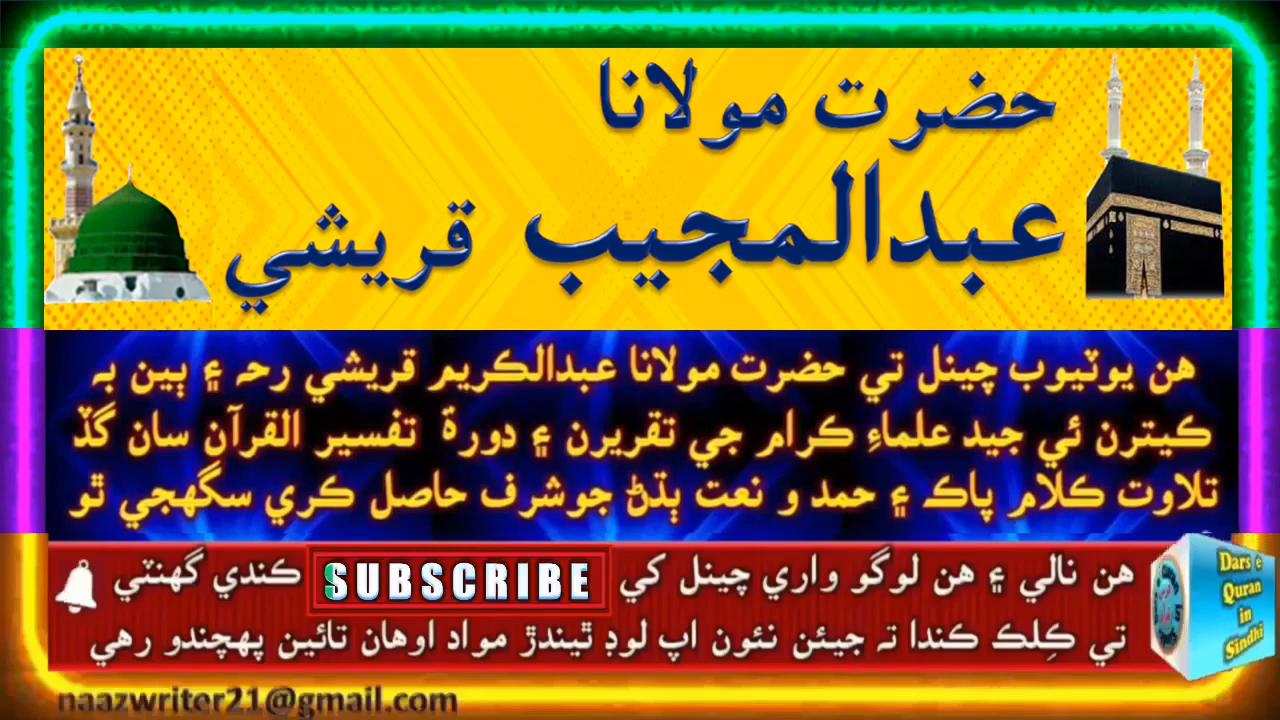 حضرت مولانا
عبدالمجيب قريشي
هن يوٽيوب چينل تي حضرت مولانا عبدالڪريم قريشي رحہ ۽ ٻين بہ
ڪيترن ئي جيد علماءِ ڪرام جي تقريرن ۽ دورة تفسير القرآن سان گڏ
تلاوت ڪلام پاڪ ۽ حمد و نعت ٻڌڻ جوشرف حاصل ڪري سگهجي ٿو
هن نالي ۽ هن لوگو واري چينل کي SUBSCRIBE ڪندي گهنٽي
تي ڪِلڪ ڪندا تہ جيئن نئون اپ لوڊ ٿيندڙ مواد اوهان تائين پهچندو رهي
Dars e
Quran
in
Sindhi
naazwriter21@gmail.com